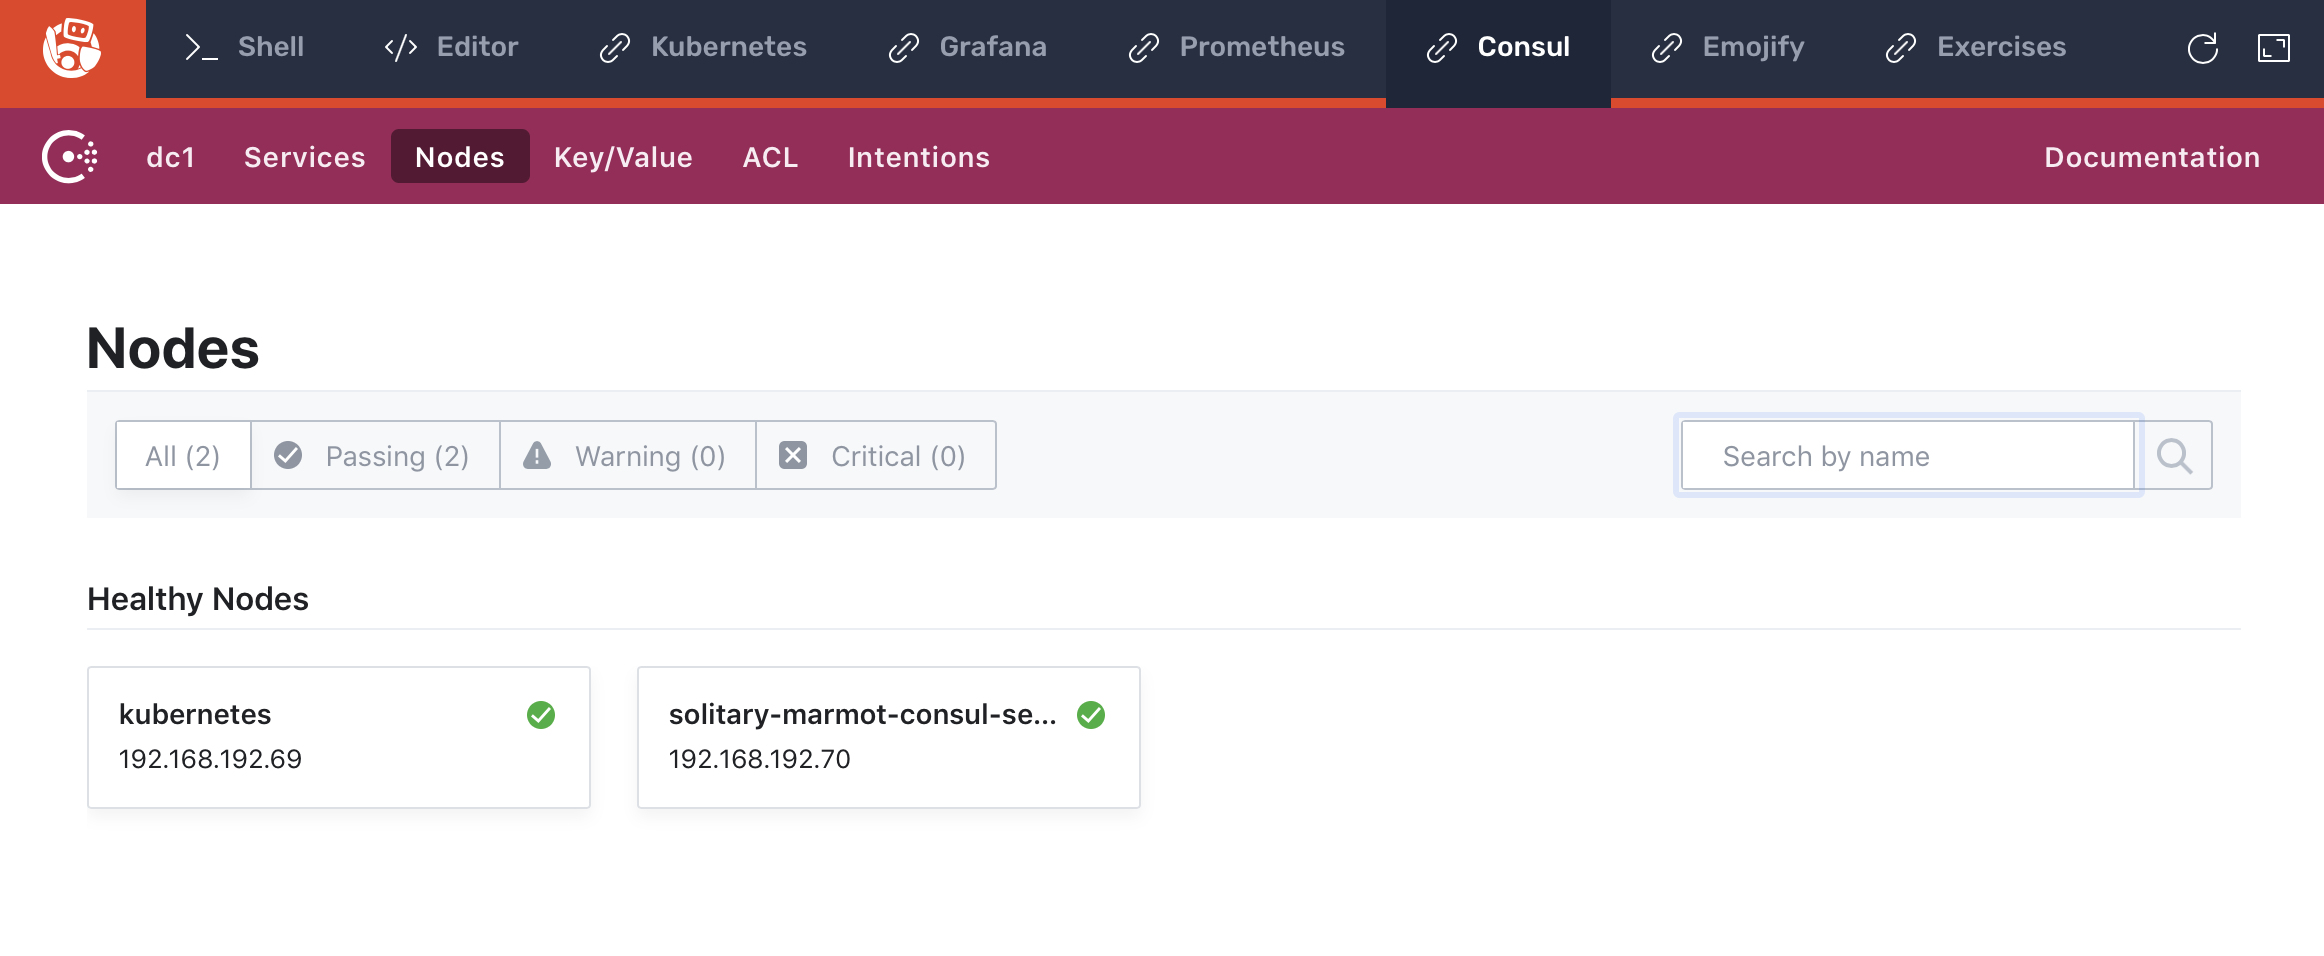 Shell Editor Kubernetes Grafana Prometheus Consul Emojify Exercises
dc1 Services Nodes Key/Value ACL Intentions Documentation
Nodes
All (2) Passing (2) Warning (0) Critical (0) Search by name
Healthy Nodes
kubernetes
192.168.192.69
solitary-marmot-consul-se...
192.168.192.70